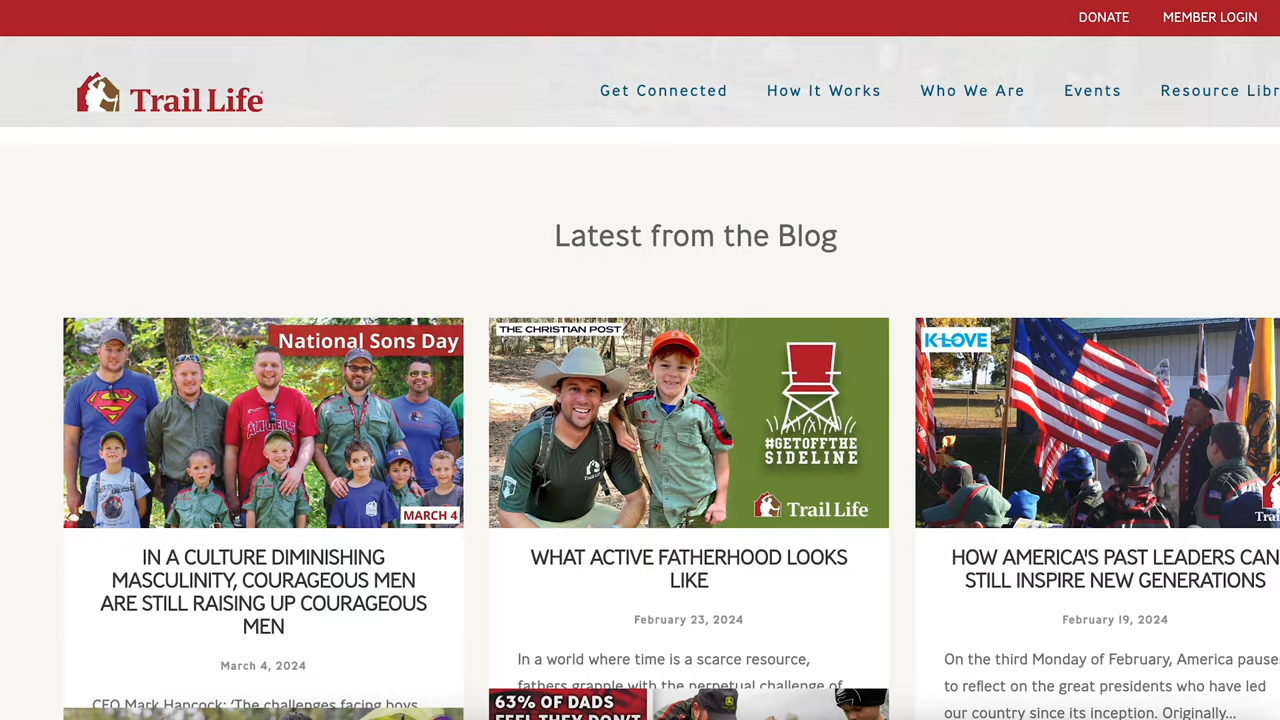 DONATE MEMBER LOGIN
Trail Life
Get Connected How It Works Who We Are Events Resource Libr
Latest from the Blog
National Sons Day
MARCH 4
THE CHRISTIAN POST
#GETOFFTHE
SIDELINE
Trail Life
K-LOVE
IN A CULTURE DIMINISHING
MASCULINITY, COURAGEOUS MEN
ARE STILL RAISING UP COURAGEOUS
MEN
March 4, 2024
CEO Mark Hancock: 'The challenges facing boys
WHAT ACTIVE FATHERHOOD LOOKS
LIKE
February 23, 2024
In a world where time is a scarce resource,
fathers grapple with the perpetual challenge of
63% OF DADS
FEEL THEY DON'T
HOW AMERICA'S PAST LEADERS CAN
STILL INSPIRE NEW GENERATIONS
February 19, 2024
On the third Monday of February, America pause
to reflect on the great presidents who have led
our country since its inception. Originally...